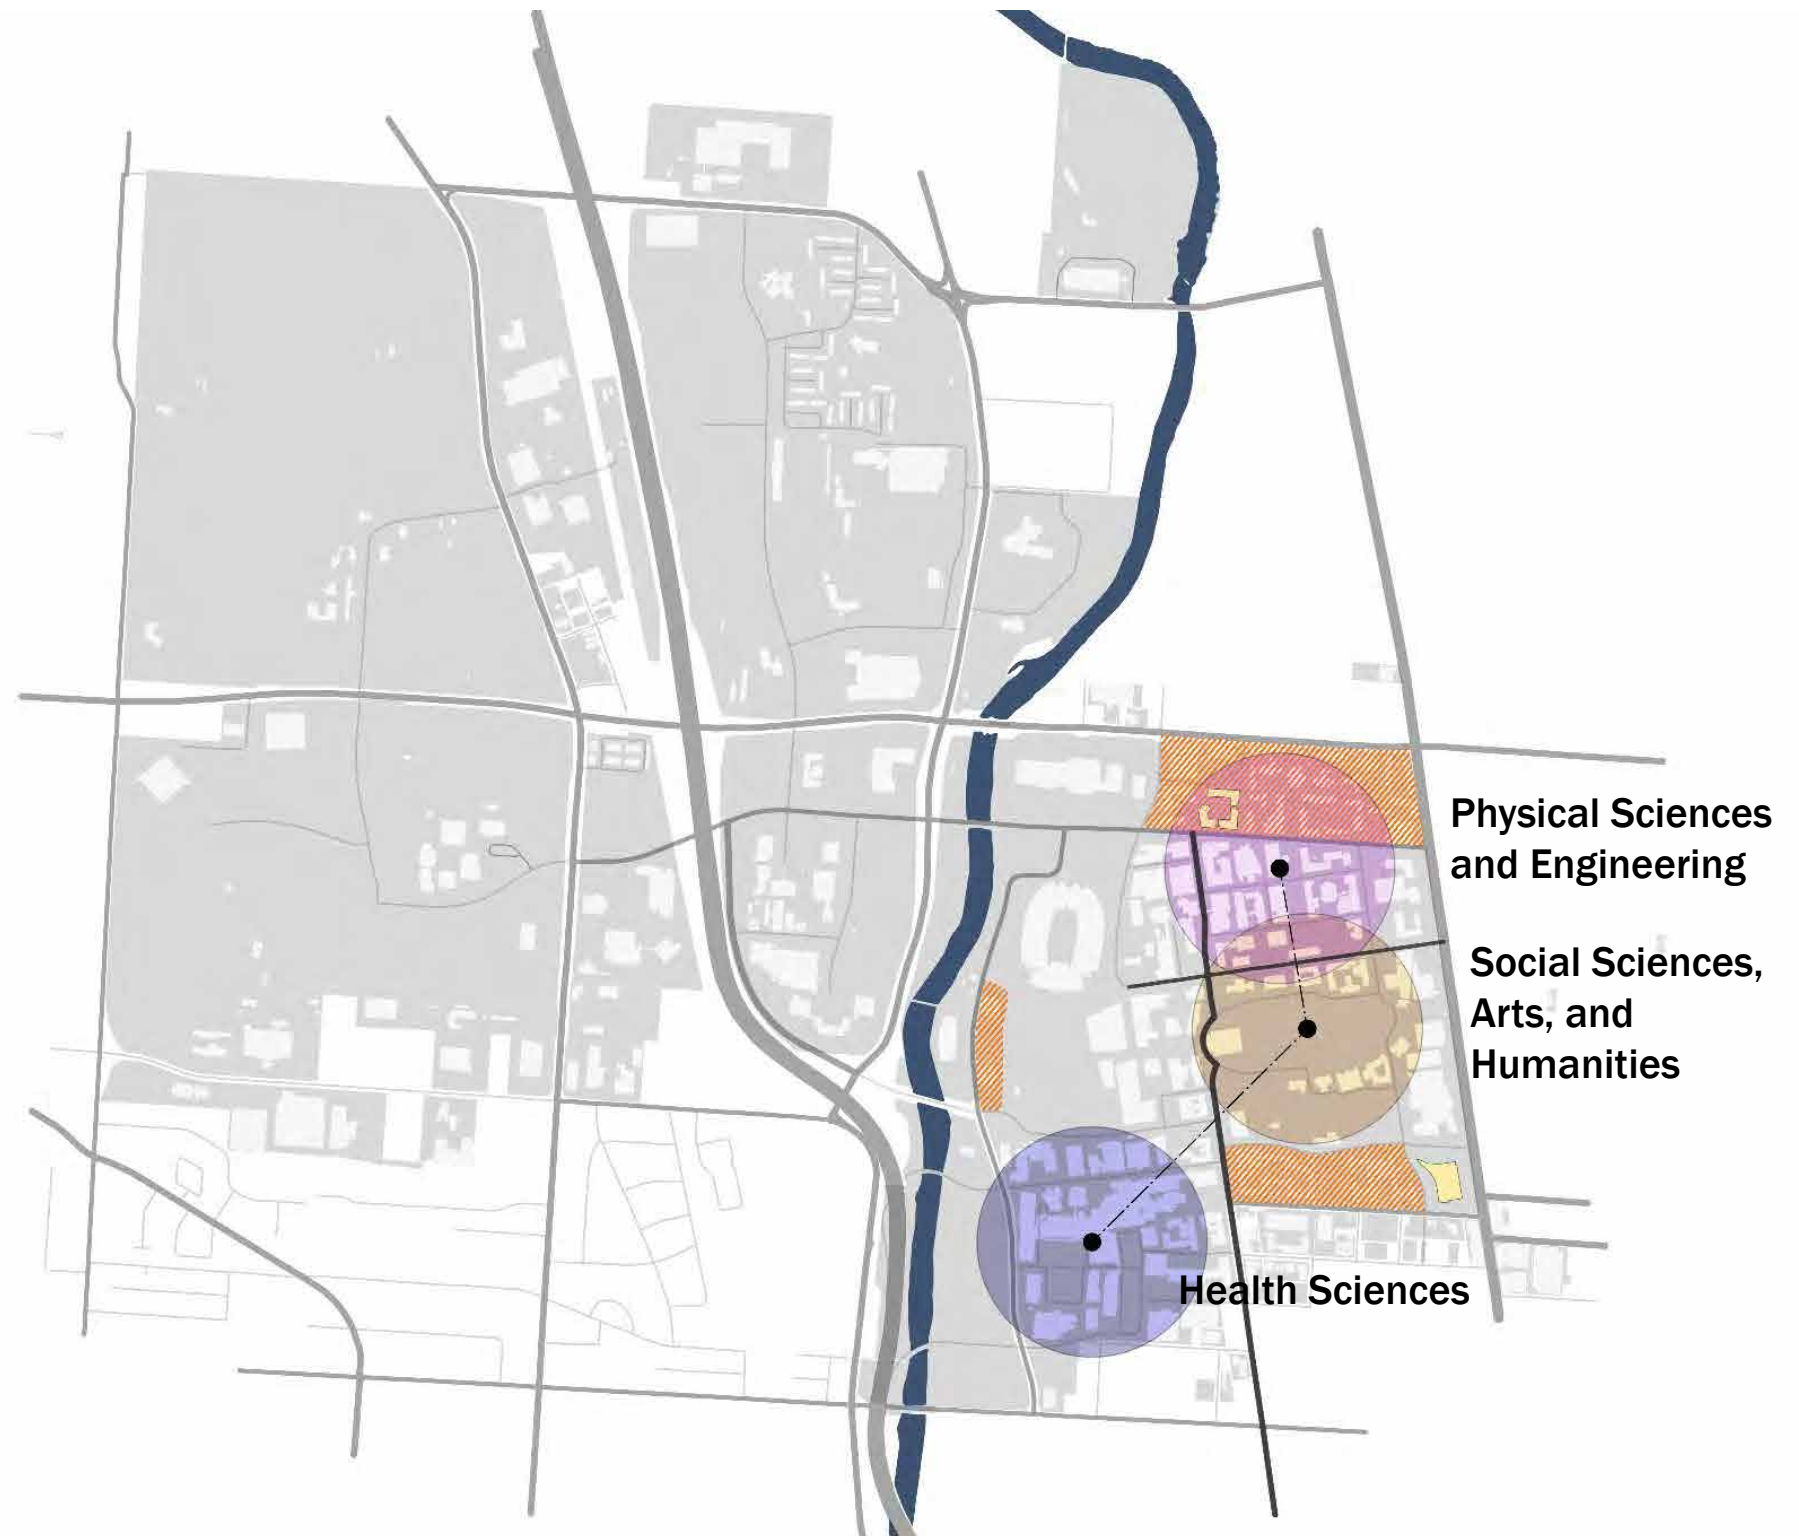 Physical Sciences
and Engineering
Social Sciences,
Arts, and
Humanities
Health Sciences